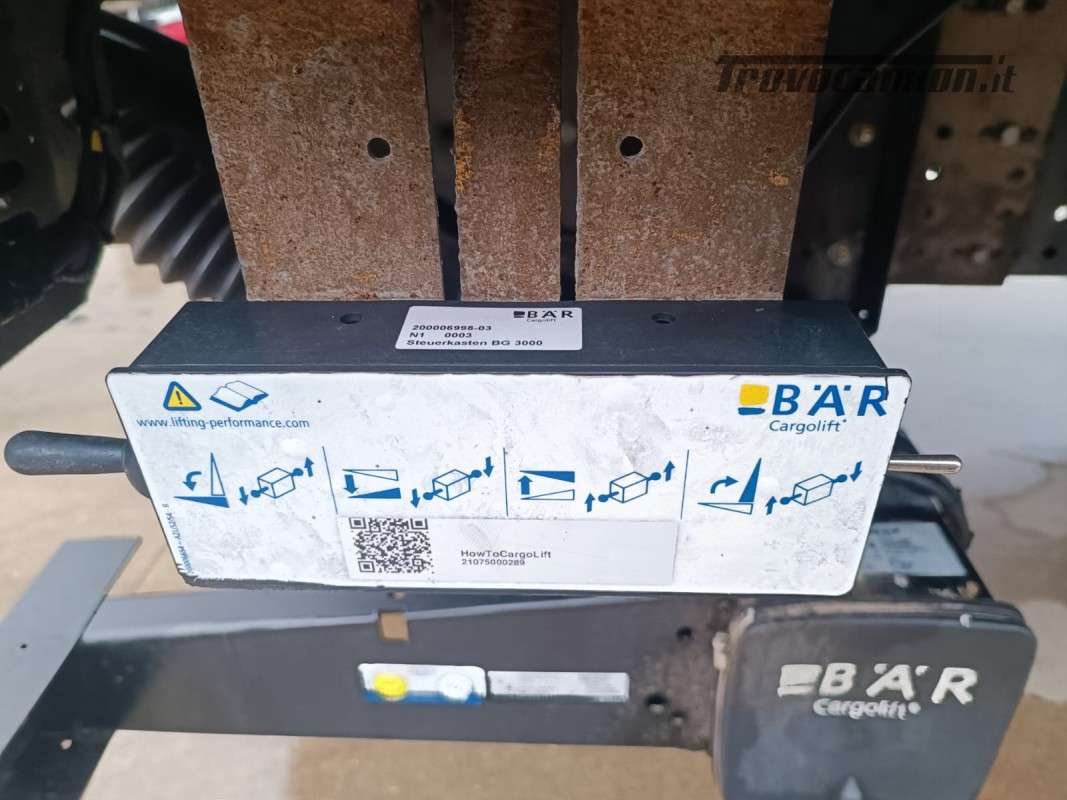 Trovocamion.it
BÄR
Cargolift
200006998-03
N1 0003
Steuerkasten BG 3000
www.lifting-performance.com
BÄR
Cargolift
HowToCargoLift
21075000289
BÄR
Cargolift